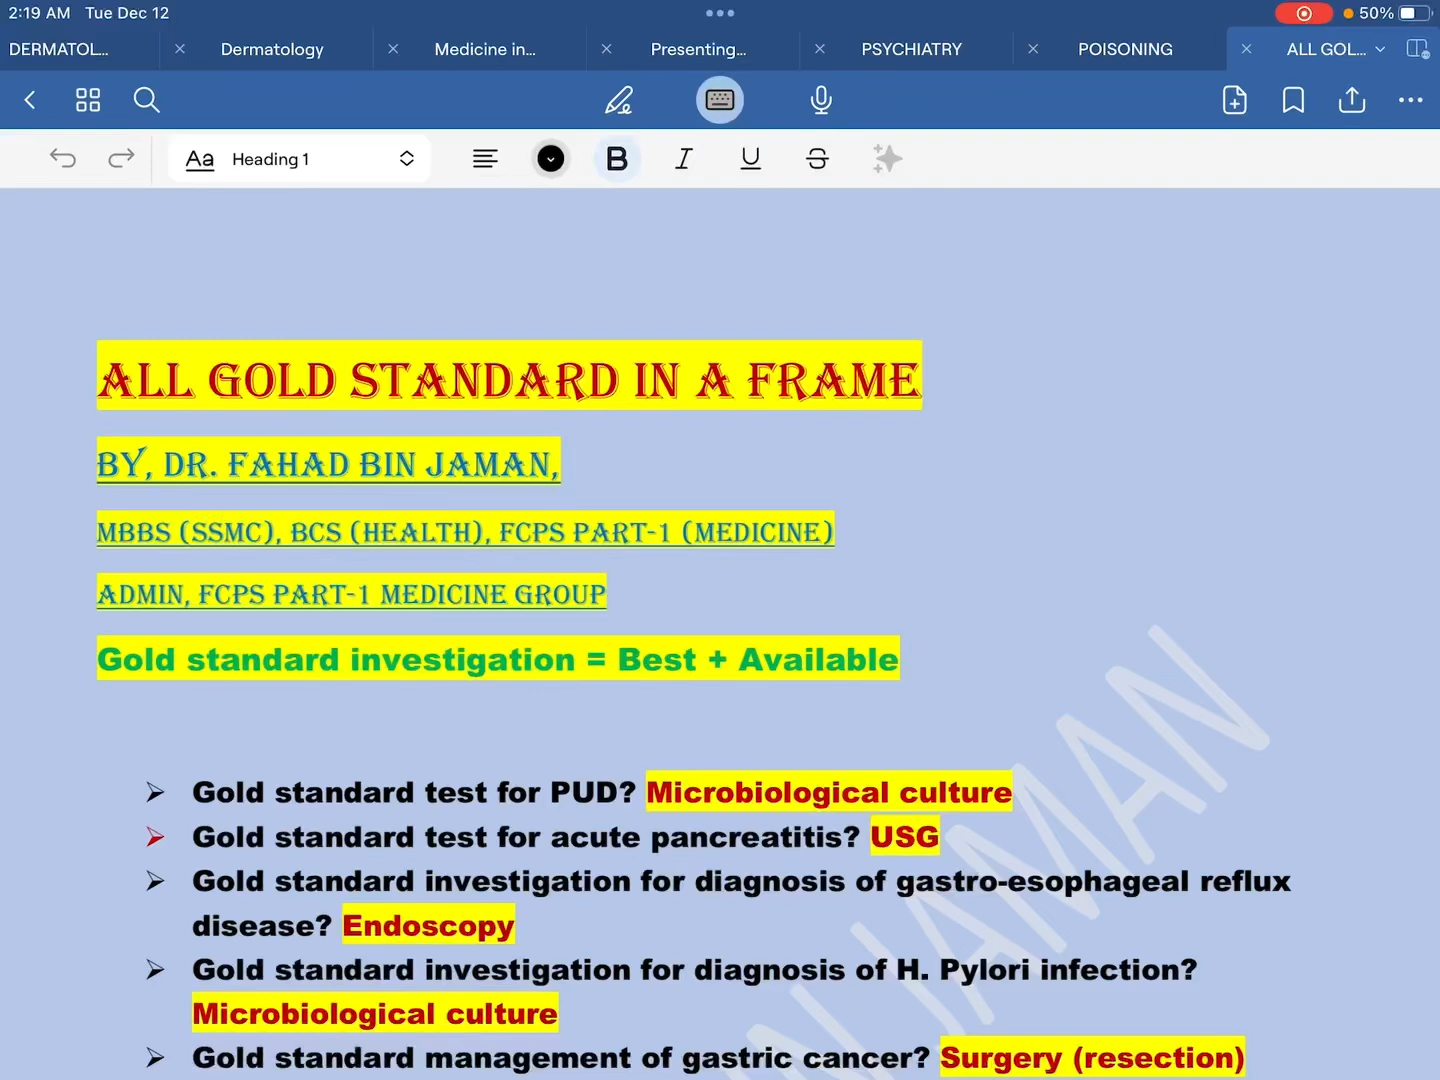 2:19 AM Tue Dec 12
50%
DERMATOL...
Dermatology
Medicine in...
Presenting...
PSYCHIATRY
POISONING
ALL GOL...
Aa Heading 1
B I U S
ALL GOLD STANDARD IN A FRAME
BY, DR. FAHAD BIN JAMAN,
MBBS (SSMC), BCS (HEALTH), FCPS PART-1 (MEDICINE)
ADMIN, FCPS PART-1 MEDICINE GROUP
Gold standard investigation = Best + Available
➢ Gold standard test for PUD? Microbiological culture
➢ Gold standard test for acute pancreatitis? USG
➢ Gold standard investigation for diagnosis of gastro-esophageal reflux
disease? Endoscopy
➢ Gold standard investigation for diagnosis of H. Pylori infection?
Microbiological culture
➢ Gold standard management of gastric cancer? Surgery (resection)
N JAMAN